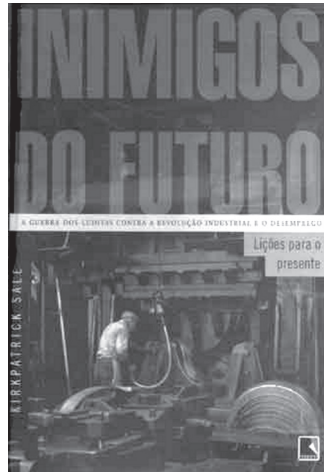 INIMIGOS
DO FUTURO
A GUERRA DOS LUDITAS CONTRA A REVOLUÇÃO INDUSTRIAL E O DESEMPREGO
Lições para o
presente
KIRKPATRICK SALE